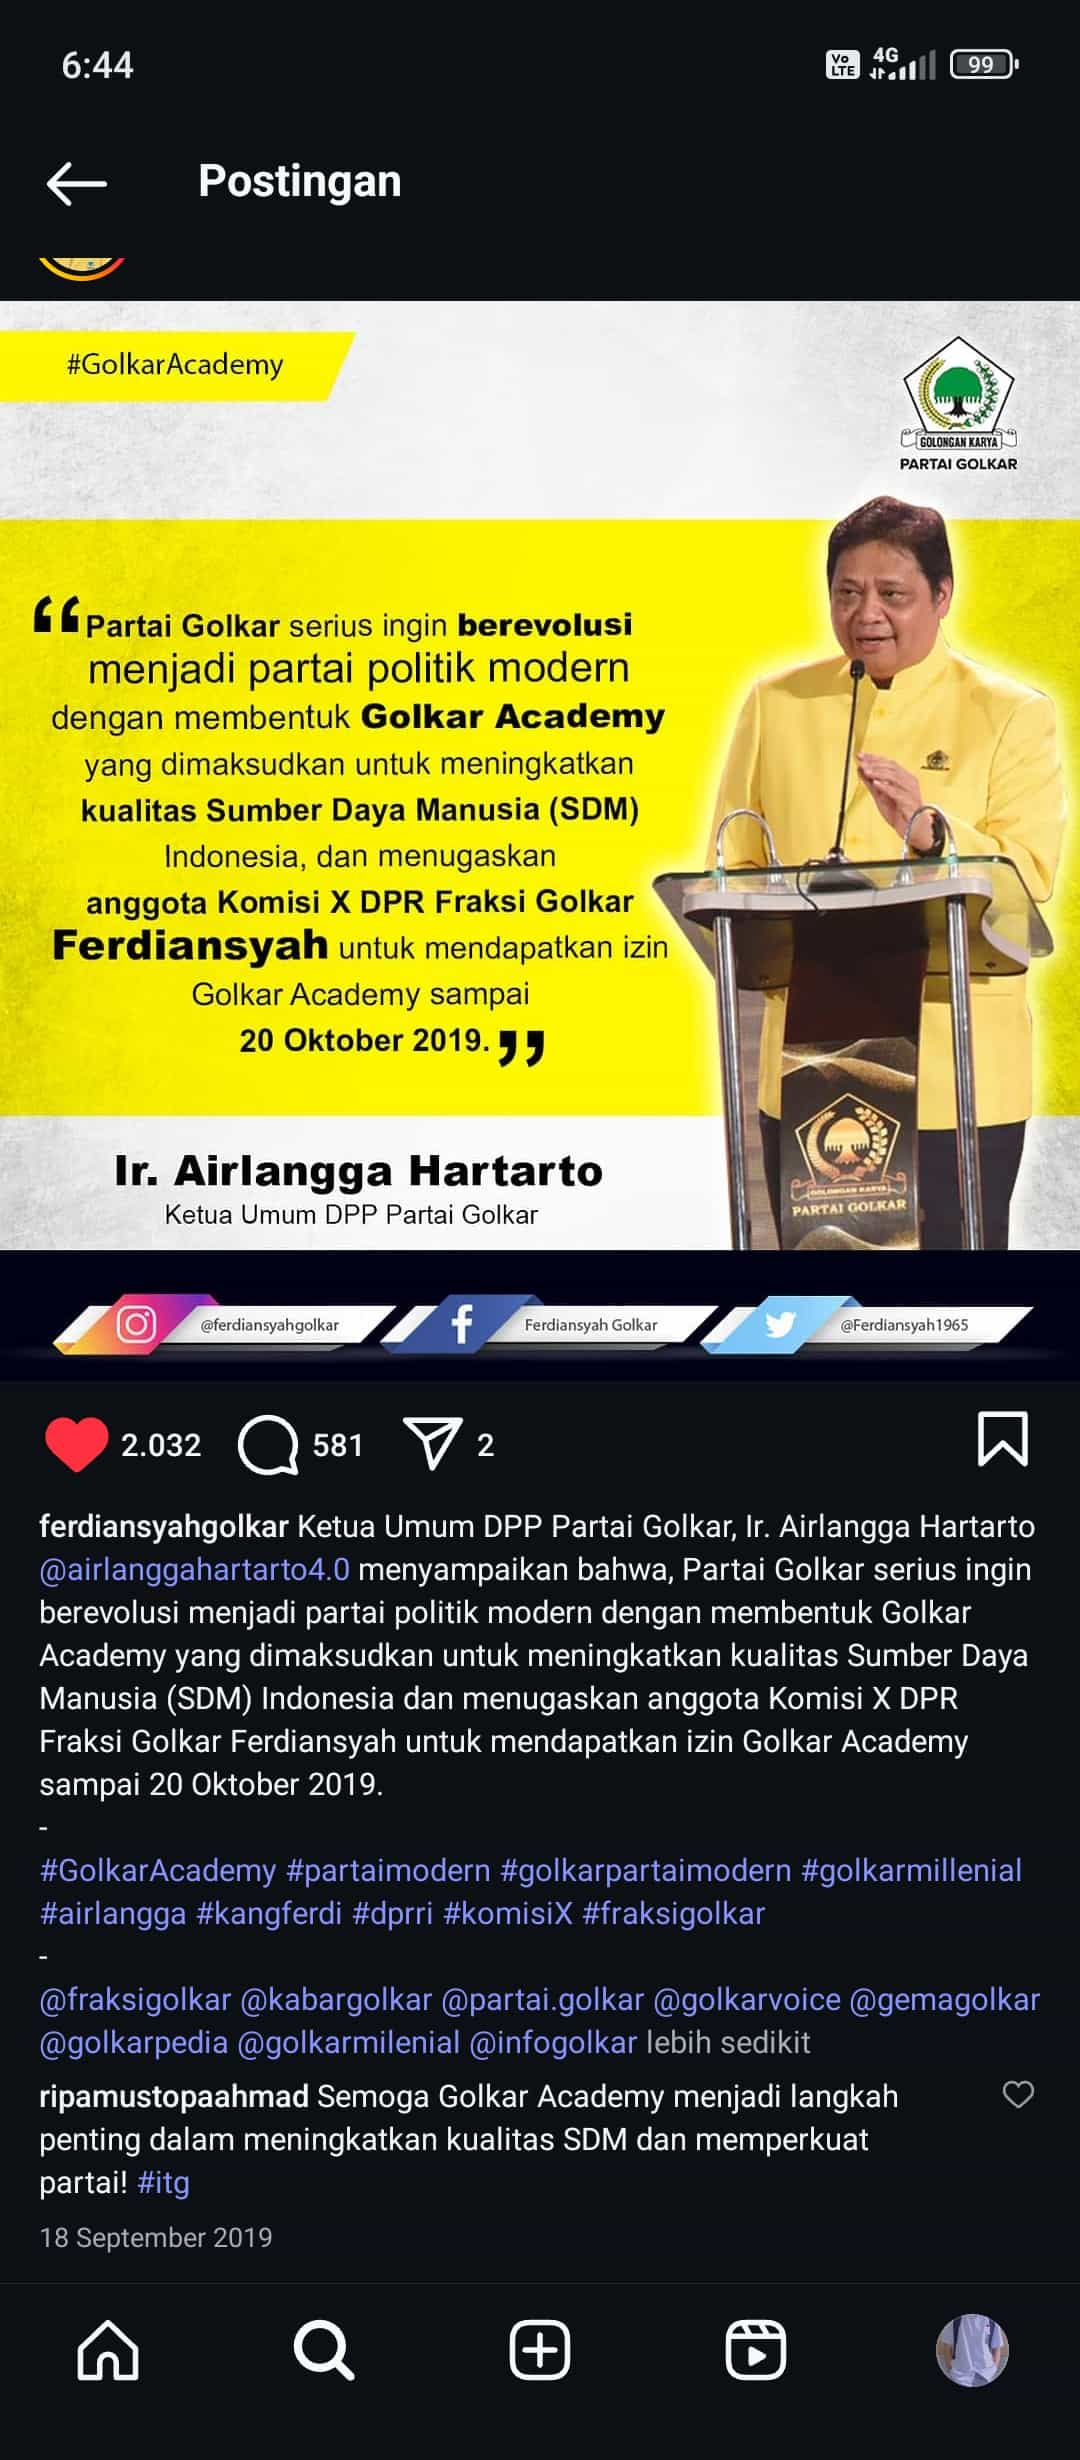 6:44
Vo LTE 4G 99
Postingan
#GolkarAcademy
GOLONGAN KARYA
PARTAI GOLKAR
“Partai Golkar serius ingin berevolusi
menjadi partai politik modern
dengan membentuk Golkar Academy
yang dimaksudkan untuk meningkatkan
kualitas Sumber Daya Manusia (SDM)
Indonesia, dan menugaskan
anggota Komisi X DPR Fraksi Golkar
Ferdiansyah untuk mendapatkan izin
Golkar Academy sampai
20 Oktober 2019.”
GOLONGAN KARYA
PARTAI GOLKAR
Ir. Airlangga Hartarto
Ketua Umum DPP Partai Golkar
@ferdiansyahgolkar f Ferdiansyah Golkar @Ferdiansyah1965
2.032 581 2
ferdiansyahgolkar Ketua Umum DPP Partai Golkar, Ir. Airlangga Hartarto
@airlanggahartarto4.0 menyampaikan bahwa, Partai Golkar serius ingin
berevolusi menjadi partai politik modern dengan membentuk Golkar
Academy yang dimaksudkan untuk meningkatkan kualitas Sumber Daya
Manusia (SDM) Indonesia dan menugaskan anggota Komisi X DPR
Fraksi Golkar Ferdiansyah untuk mendapatkan izin Golkar Academy
sampai 20 Oktober 2019.
-
#GolkarAcademy #partaimodern #golkarpartaimodern #golkarmillenial
#airlangga #kangferdi #dprri #komisiX #fraksigolkar
-
@fraksigolkar @kabargolkar @partai.golkar @golkarvoice @gemagolkar
@golkarpedia @golkarmilenial @infogolkar lebih sedikit
ripamustopaahmad Semoga Golkar Academy menjadi langkah
penting dalam meningkatkan kualitas SDM dan memperkuat
partai! #itg
18 September 2019